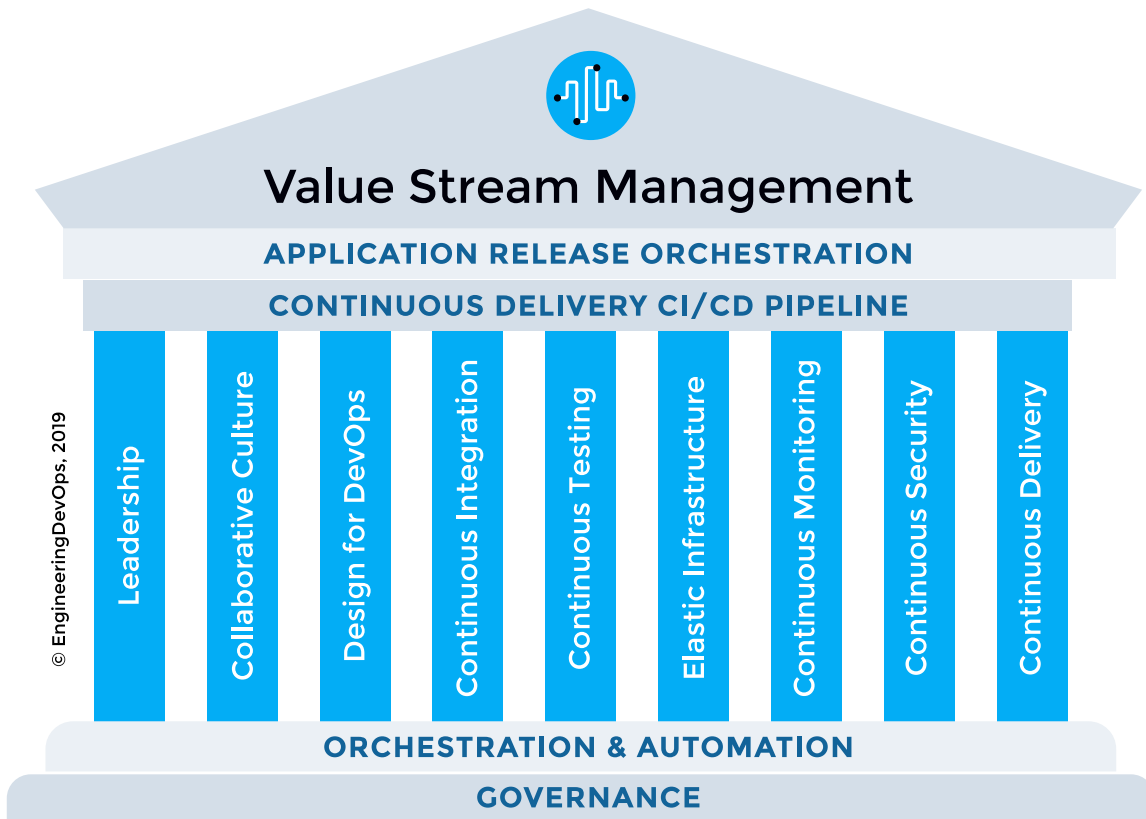 Value Stream Management
APPLICATION RELEASE ORCHESTRATION
CONTINUOUS DELIVERY CI/CD PIPELINE
© EngineeringDevOps, 2019
Leadership
Collaborative Culture
Design for DevOps
Continuous Integration
Continuous Testing
Elastic Infrastructure
Continuous Monitoring
Continuous Security
Continuous Delivery
ORCHESTRATION & AUTOMATION
GOVERNANCE